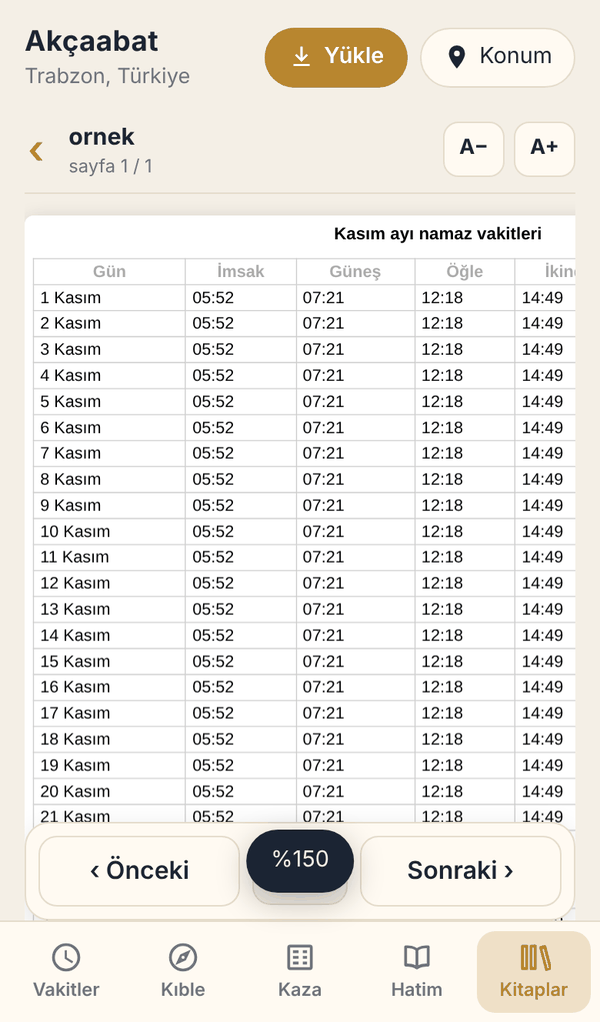 Akçaabat
Trabzon, Türkiye
Yükle
Konum
ornek
sayfa 1 / 1
A−
A+
Kasım ayı namaz vakitleri
Gün İmsak Güneş Öğle
1 Kasım 05:52 07:21 12:18 14:49
2 Kasım 05:52 07:21 12:18 14:49
3 Kasım 05:52 07:21 12:18 14:49
4 Kasım 05:52 07:21 12:18 14:49
5 Kasım 05:52 07:21 12:18 14:49
6 Kasım 05:52 07:21 12:18 14:49
7 Kasım 05:52 07:21 12:18 14:49
8 Kasım 05:52 07:21 12:18 14:49
9 Kasım 05:52 07:21 12:18 14:49
10 Kasım 05:52 07:21 12:18 14:49
11 Kasım 05:52 07:21 12:18 14:49
12 Kasım 05:52 07:21 12:18 14:49
13 Kasım 05:52 07:21 12:18 14:49
14 Kasım 05:52 07:21 12:18 14:49
15 Kasım 05:52 07:21 12:18 14:49
16 Kasım 05:52 07:21 12:18 14:49
17 Kasım 05:52 07:21 12:18 14:49
18 Kasım 05:52 07:21 12:18 14:49
19 Kasım 05:52 07:21 12:18 14:49
20 Kasım 05:52 07:21 12:18 14:49
21 Kasım 05:52 07:21 12:18 14:49
‹ Önceki
%150
Sonraki ›
Vakitler
Kıble
Kaza
Hatim
Kitaplar